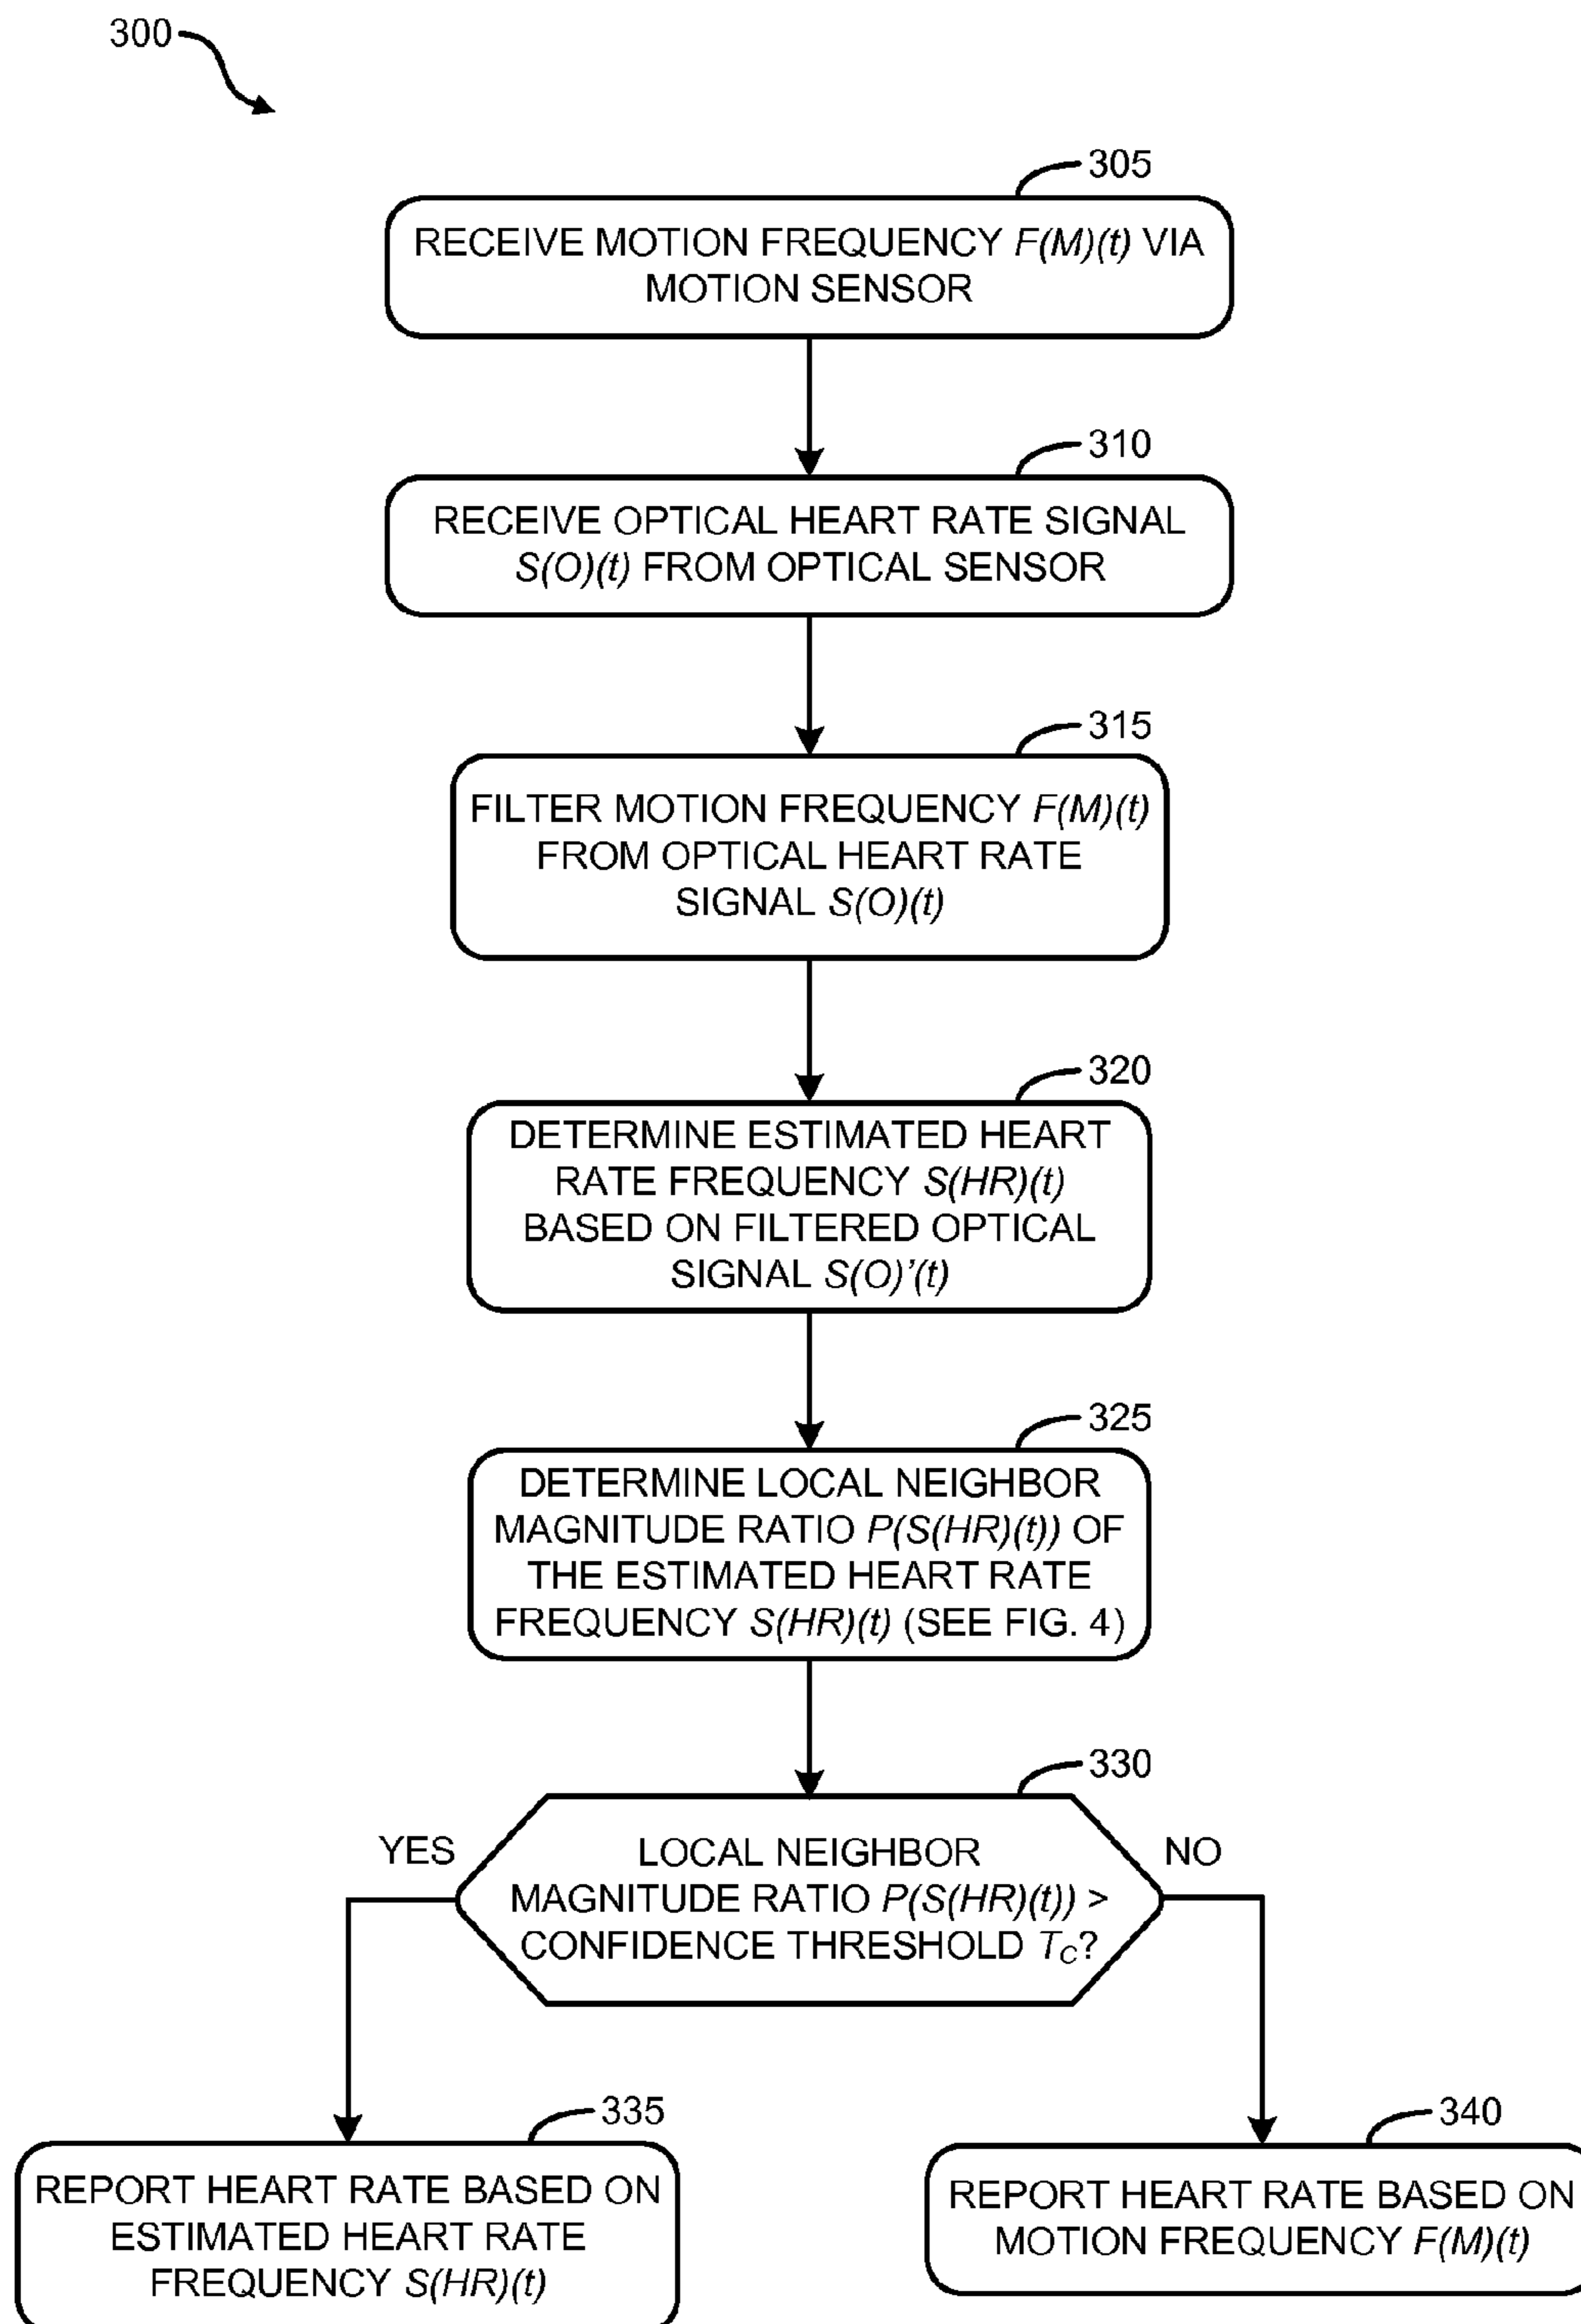 300
305
RECEIVE MOTION FREQUENCY F(M)(t) VIA
MOTION SENSOR
310
RECEIVE OPTICAL HEART RATE SIGNAL
S(O)(t) FROM OPTICAL SENSOR
315
FILTER MOTION FREQUENCY F(M)(t)
FROM OPTICAL HEART RATE
SIGNAL S(O)(t)
320
DETERMINE ESTIMATED HEART
RATE FREQUENCY S(HR)(t)
BASED ON FILTERED OPTICAL
SIGNAL S(O)’(t)
325
DETERMINE LOCAL NEIGHBOR
MAGNITUDE RATIO P(S(HR)(t)) OF
THE ESTIMATED HEART RATE
FREQUENCY S(HR)(t) (SEE FIG. 4)
330
YES
NO
LOCAL NEIGHBOR
MAGNITUDE RATIO P(S(HR)(t)) >
CONFIDENCE THRESHOLD TC?
335
REPORT HEART RATE BASED ON
ESTIMATED HEART RATE
FREQUENCY S(HR)(t)
340
REPORT HEART RATE BASED ON
MOTION FREQUENCY F(M)(t)